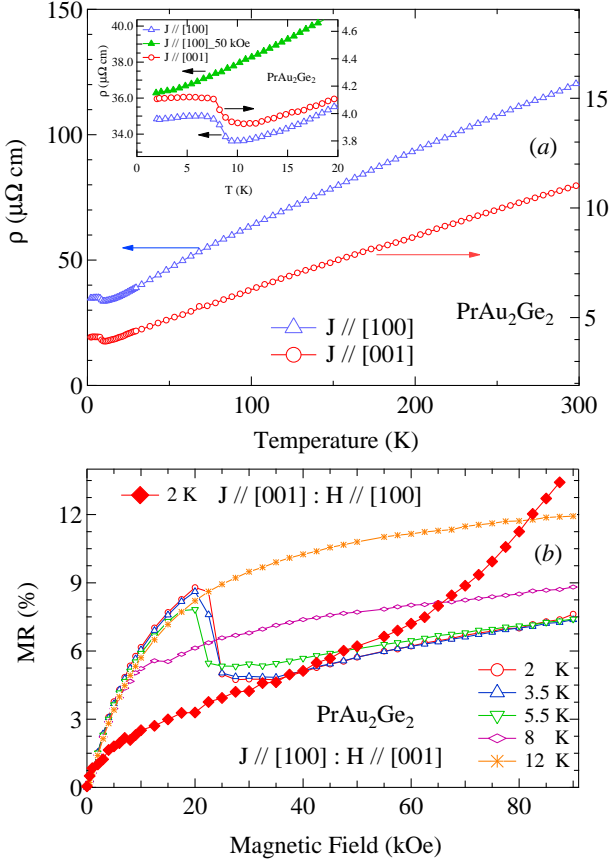 150
100
50
0
ρ (μΩ cm)
0
100
200
300
Temperature (K)
15
10
5
(a)
PrAu2Ge2
J // [100]
J // [001]
40.0
38.0
36.0
34.0
ρ (μΩ cm)
J // [100]
J // [100]_50 kOe
J // [001]
PrAu2Ge2
4.6
4.4
4.2
4.0
3.8
0
5
10
15
20
T (K)
12
9
6
3
0
MR (%)
2 K J // [001] : H // [100]
(b)
PrAu2Ge2
J // [100] : H // [001]
2 K
3.5 K
5.5 K
8 K
12 K
0
20
40
60
80
Magnetic Field (kOe)